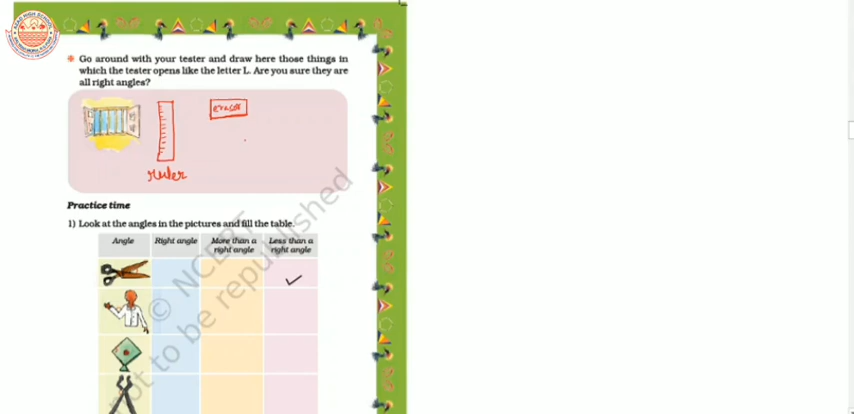 ✻ Go around with your tester and draw here those things in
which the tester opens like the letter L. Are you sure they are
all right angles?
eraser
ruler
Practice time
1) Look at the angles in the pictures and fill the table.
Angle Right angle More than a right angle Less than a right angle
© NCERT
not to be republished